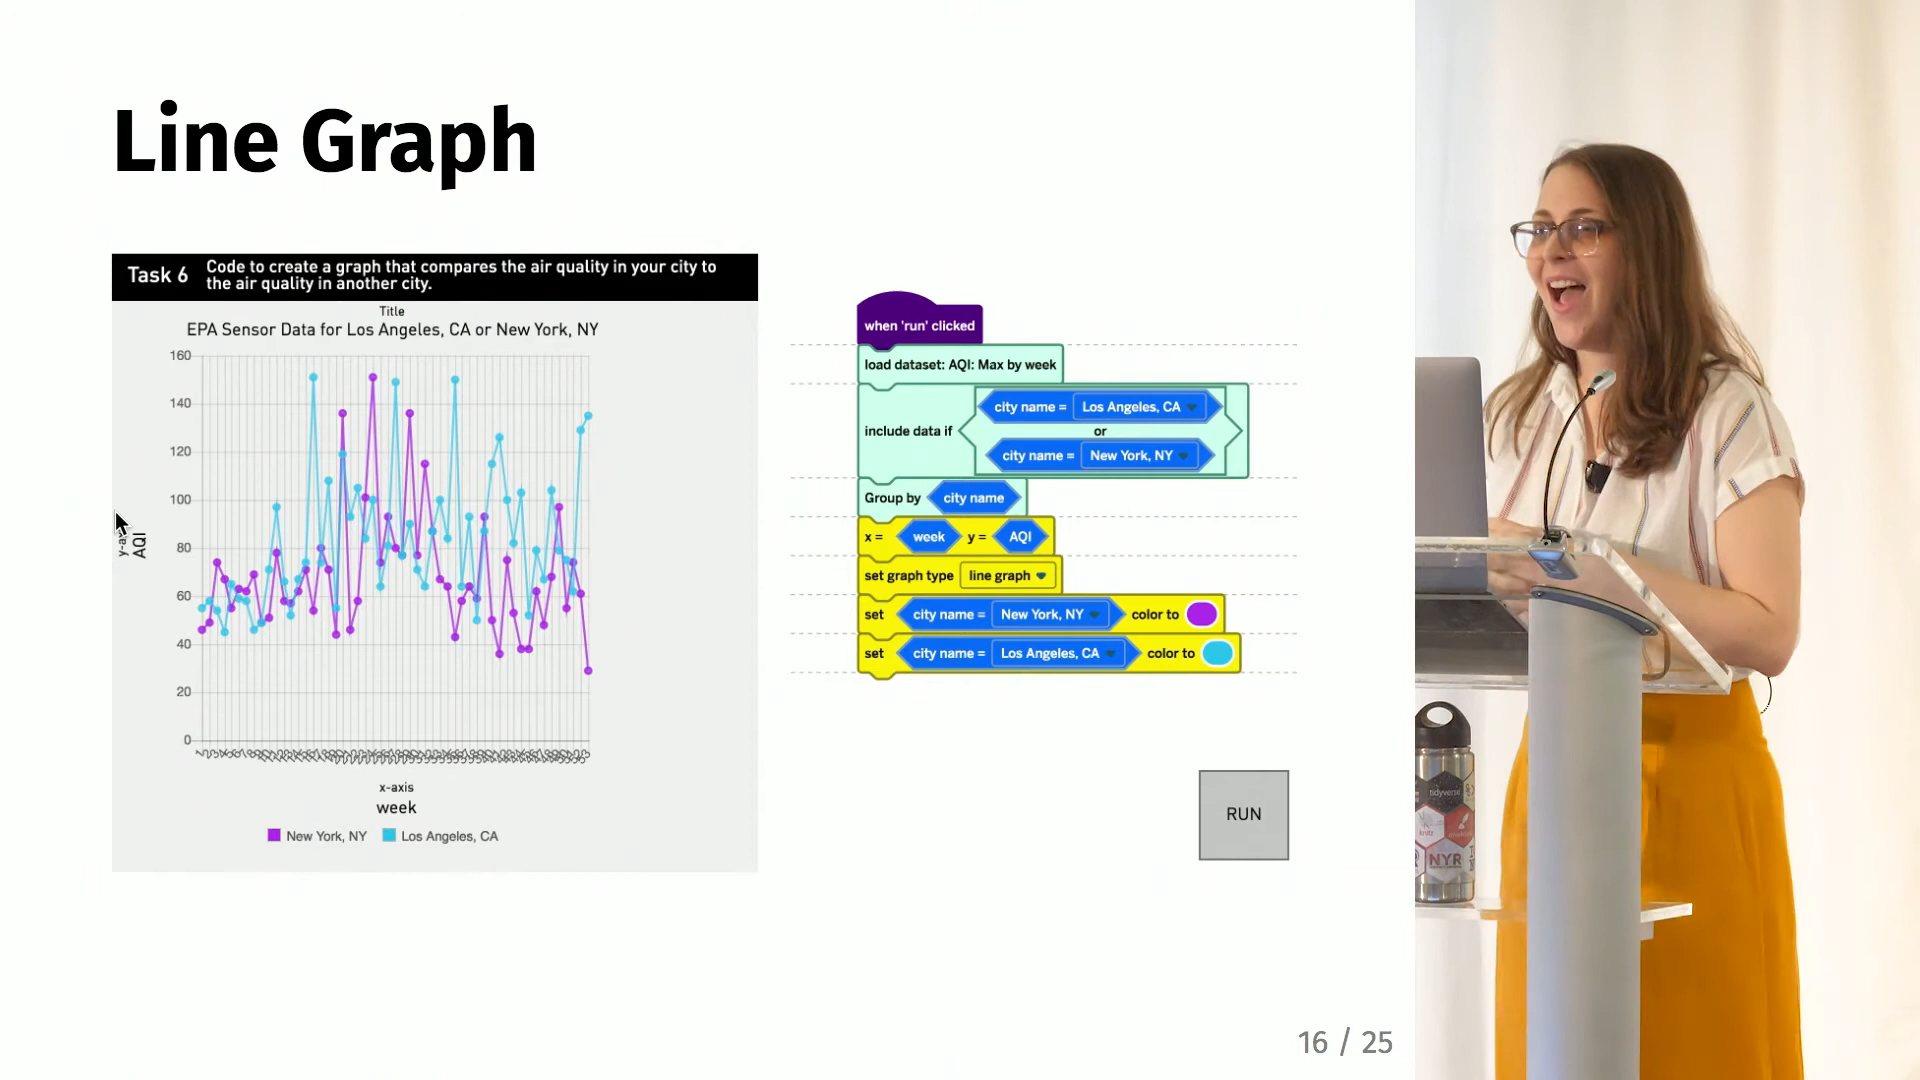 Line Graph
Task 6
Code to create a graph that compares the air quality in your city to
the air quality in another city.
Title
EPA Sensor Data for Los Angeles, CA or New York, NY
160
140
120
100
80
60
40
20
0
AQI
x-axis
week
New York, NY
Los Angeles, CA
when 'run' clicked
load dataset: AQI: Max by week
include data if
city name = Los Angeles, CA
or
city name = New York, NY
Group by city name
x = week y = AQI
set graph type line graph
set city name = New York, NY color to
set city name = Los Angeles, CA color to
RUN
16 / 25
tidyverse
knitr
NYR